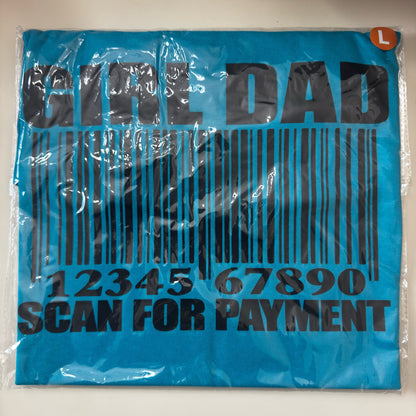 L
GIRL DAD
12345 67890
SCAN FOR PAYMENT